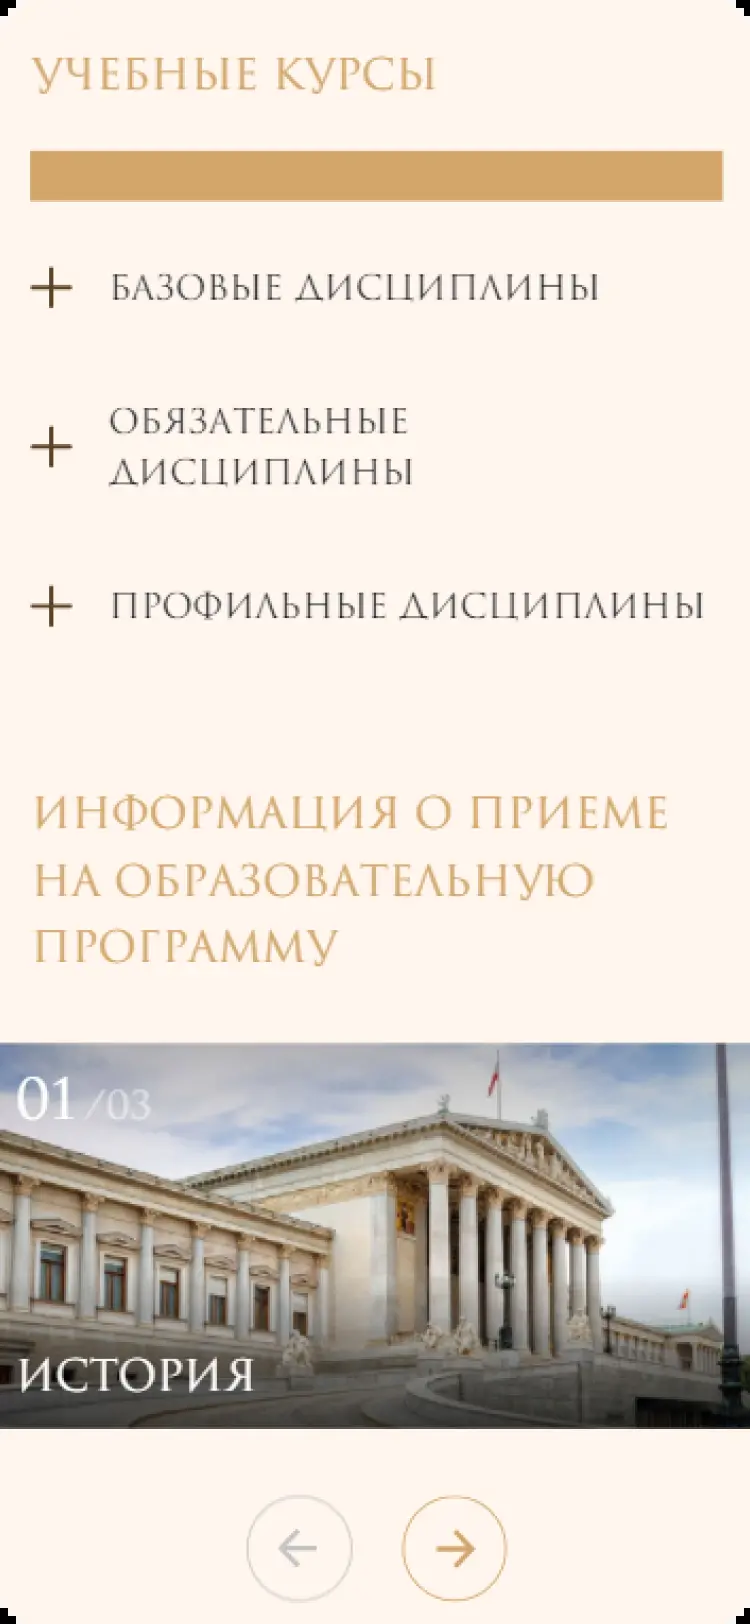 УЧЕБНЫЕ КУРСЫ
БАЗОВЫЕ ДИСЦИПЛИНЫ
ОБЯЗАТЕЛЬНЫЕ
ДИСЦИПЛИНЫ
ПРОФИЛЬНЫЕ ДИСЦИПЛИНЫ
ИНФОРМАЦИЯ О ПРИЕМЕ
НА ОБРАЗОВАТЕЛЬНУЮ
ПРОГРАММУ
01/03
ИСТОРИЯ